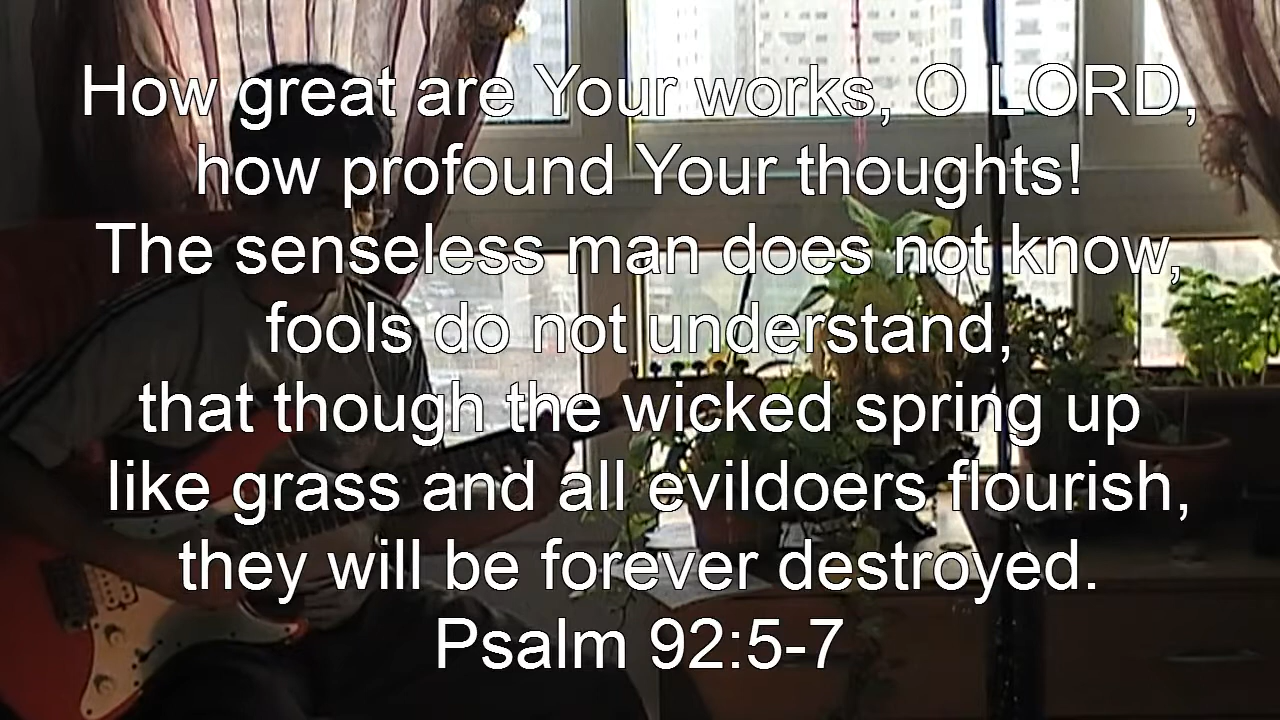 How great are Your works, O LORD,
how profound Your thoughts!
The senseless man does not know,
fools do not understand,
that though the wicked spring up
like grass and all evildoers flourish,
they will be forever destroyed.
Psalm 92:5-7